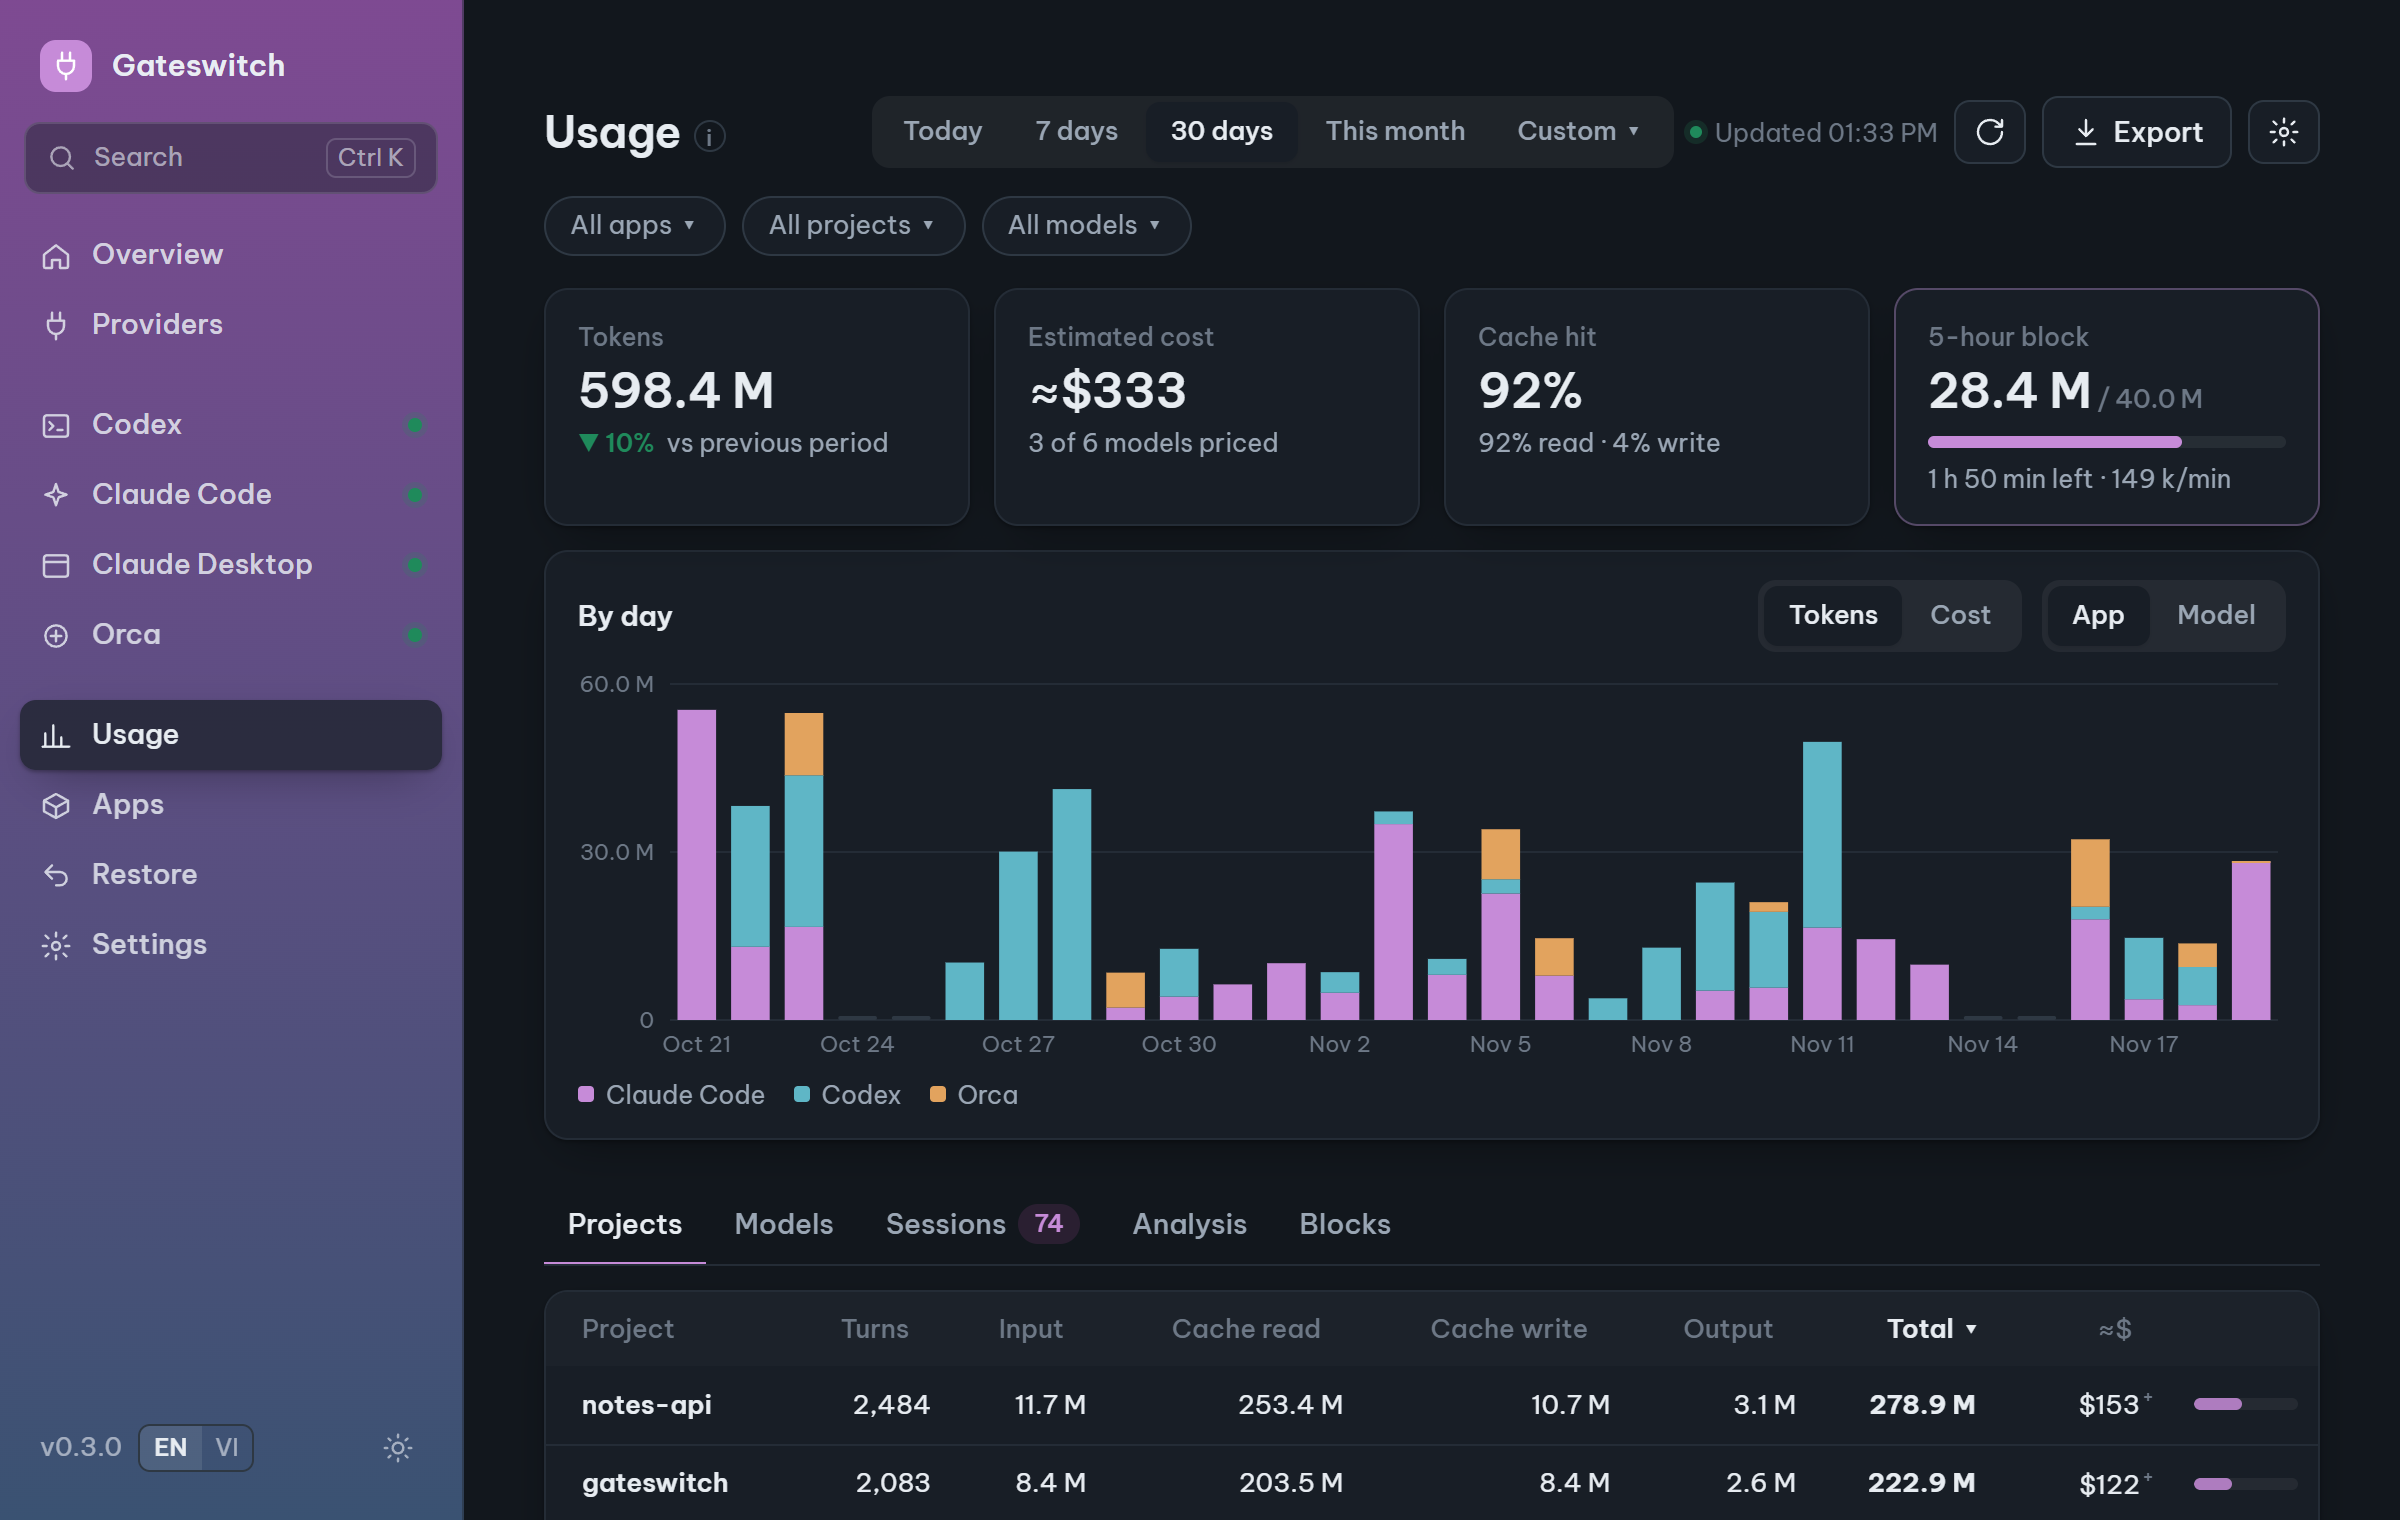 Gateswitch
Search
Ctrl K
Overview
Providers
Codex
Claude Code
Claude Desktop
Orca
Usage
Apps
Restore
Settings
v0.3.0
EN
VI
Usage
Today
7 days
30 days
This month
Custom
Updated 01:33 PM
Export
All apps
All projects
All models
Tokens
598.4 M
▼ 10% vs previous period
Estimated cost
≈$333
3 of 6 models priced
Cache hit
92%
92% read · 4% write
5-hour block
28.4 M / 40.0 M
1 h 50 min left · 149 k/min
By day
Tokens
Cost
App
Model
60.0 M
30.0 M
0
Oct 21
Oct 24
Oct 27
Oct 30
Nov 2
Nov 5
Nov 8
Nov 11
Nov 14
Nov 17
Claude Code
Codex
Orca
Projects
Models
Sessions 74
Analysis
Blocks
Project Turns Input Cache read Cache write Output Total ▼ ≈$
notes-api 2,484 11.7 M 253.4 M 10.7 M 3.1 M 278.9 M $153+
gateswitch 2,083 8.4 M 203.5 M 8.4 M 2.6 M 222.9 M $122+